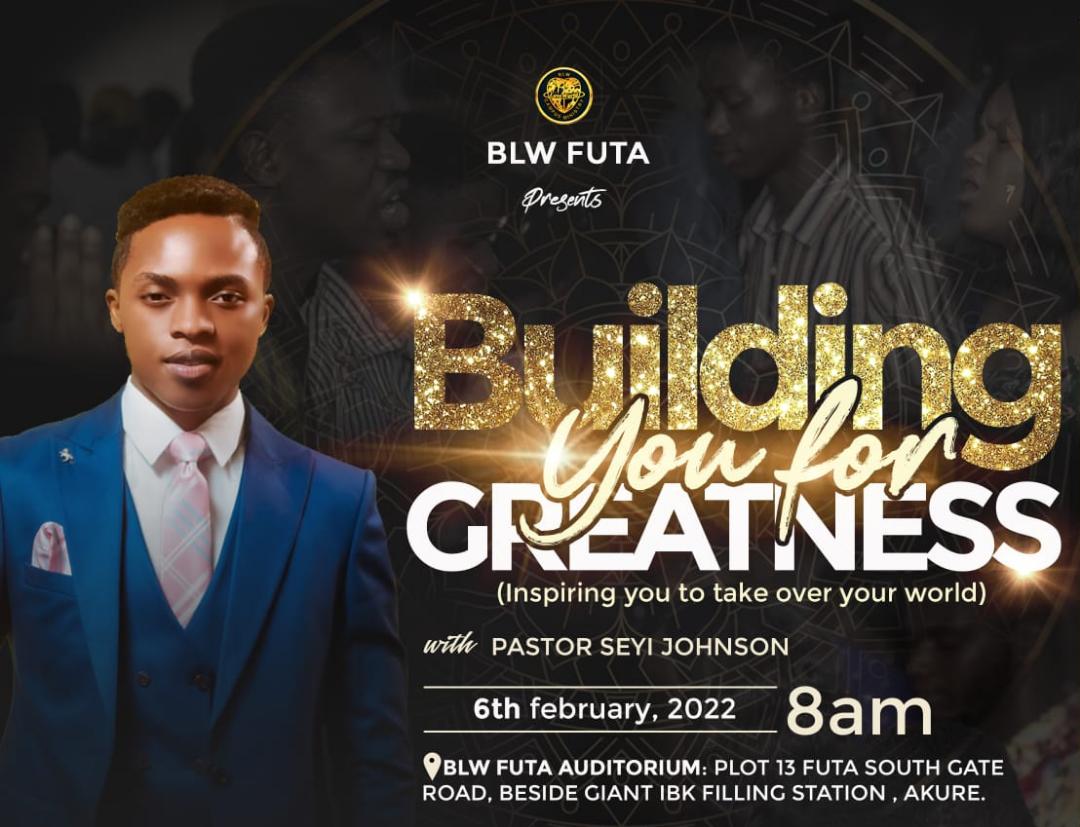 BLW FUTA
Presents
Building
You for
GREATNESS
(Inspiring you to take over your world)
with PASTOR SEYI JOHNSON
6th february, 2022 8am
BLW FUTA AUDITORIUM: PLOT 13 FUTA SOUTH GATE
ROAD, BESIDE GIANT IBK FILLING STATION , AKURE.